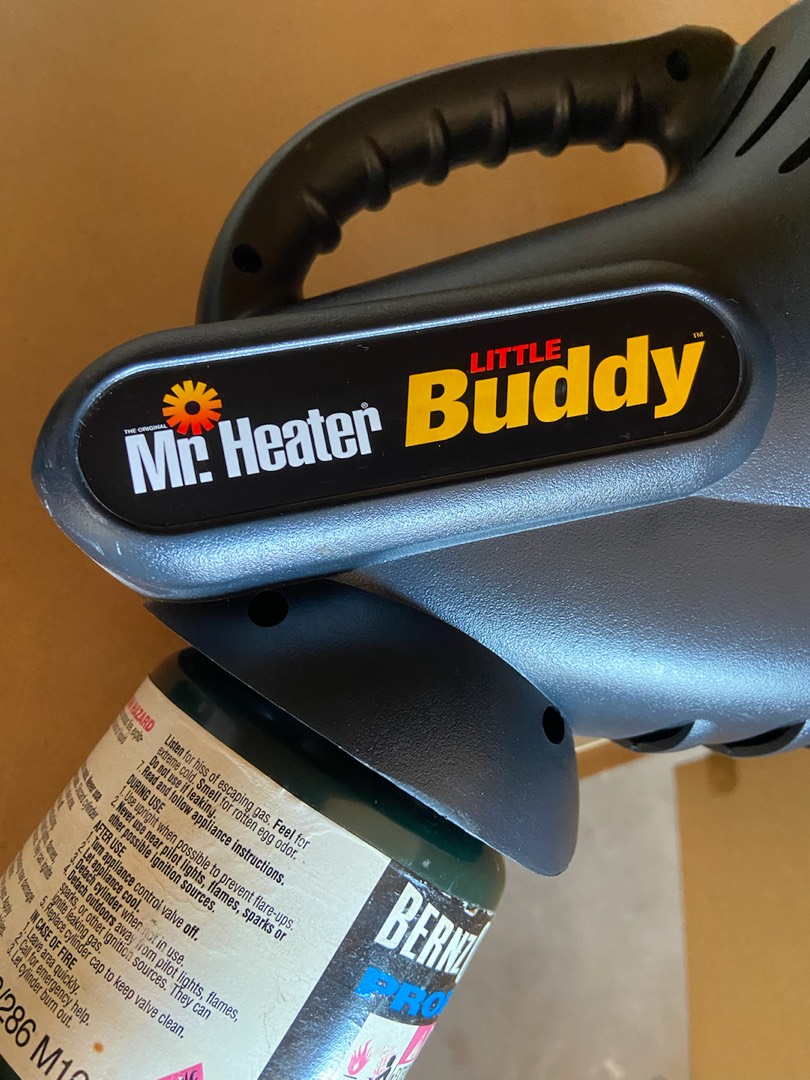 LITTLE
Buddy™
THE ORIGINAL
Mr. Heater®
HAZARD
Listen for hiss of escaping gas. Feel for
extreme cold. Smell for rotten egg odor.
Do not use if leaking.
7. Read and follow appliance instructions.
DURING USE
1. Use upright when possible to prevent flare-ups.
2. Never use near pilot lights, flames, sparks or
other possible ignition sources.
AFTER USE
1. Turn appliance control valve off.
2. Let appliance cool.
3. Detach cylinder when not in use.
4. Detach outdoors away from pilot lights, flames,
sparks, or other ignition sources. They can
ignite leaking gas.
5. Replace cylinder cap to keep valve clean.
IN CASE OF FIRE
1. Leave area quickly.
2. Call for emergency help.
3. Let cylinder burn out.
/286 M10
BERNZ
PRO